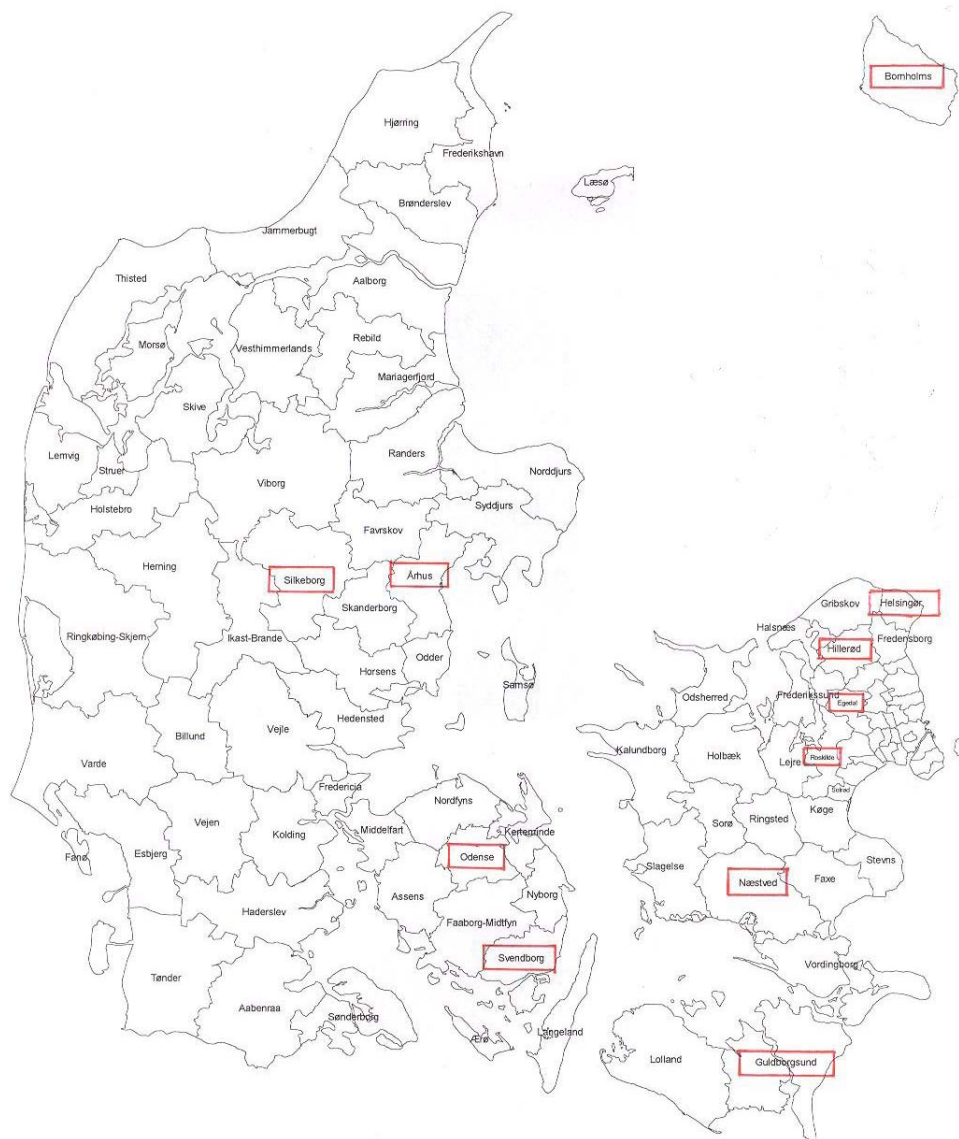 Bornholms
Hjørring
Frederikshavn
Læsø
Brønderslev
Jammerbugt
Thisted
Aalborg
Morsø
Vesthimmerlands
Rebild
Mariagerfjord
Skive
Lemvig
Struer
Randers
Norddjurs
Viborg
Holstebro
Syddjurs
Favrskov
Herning
Silkeborg
Århus
Skanderborg
Gribskov
Helsingør
Halsnæs
Ringkøbing-Skjern
Ikast-Brande
Fredensborg
Hillerød
Odder
Horsens
Samsø
Odsherred
Frederikssund
Egedal
Hedensted
Billund
Vejle
Kalundborg
Holbæk
Lejre
Roskilde
Varde
Fredericia
Solrød
Nordfyns
Køge
Vejen
Kolding
Middelfart
Kerteminde
Sorø
Ringsted
Fanø
Esbjerg
Odense
Slagelse
Stevns
Næstved
Faxe
Assens
Nyborg
Haderslev
Faaborg-Midtfyn
Svendborg
Vordingborg
Tønder
Aabenraa
Sønderborg
Ærø
Langeland
Lolland
Guldborgsund